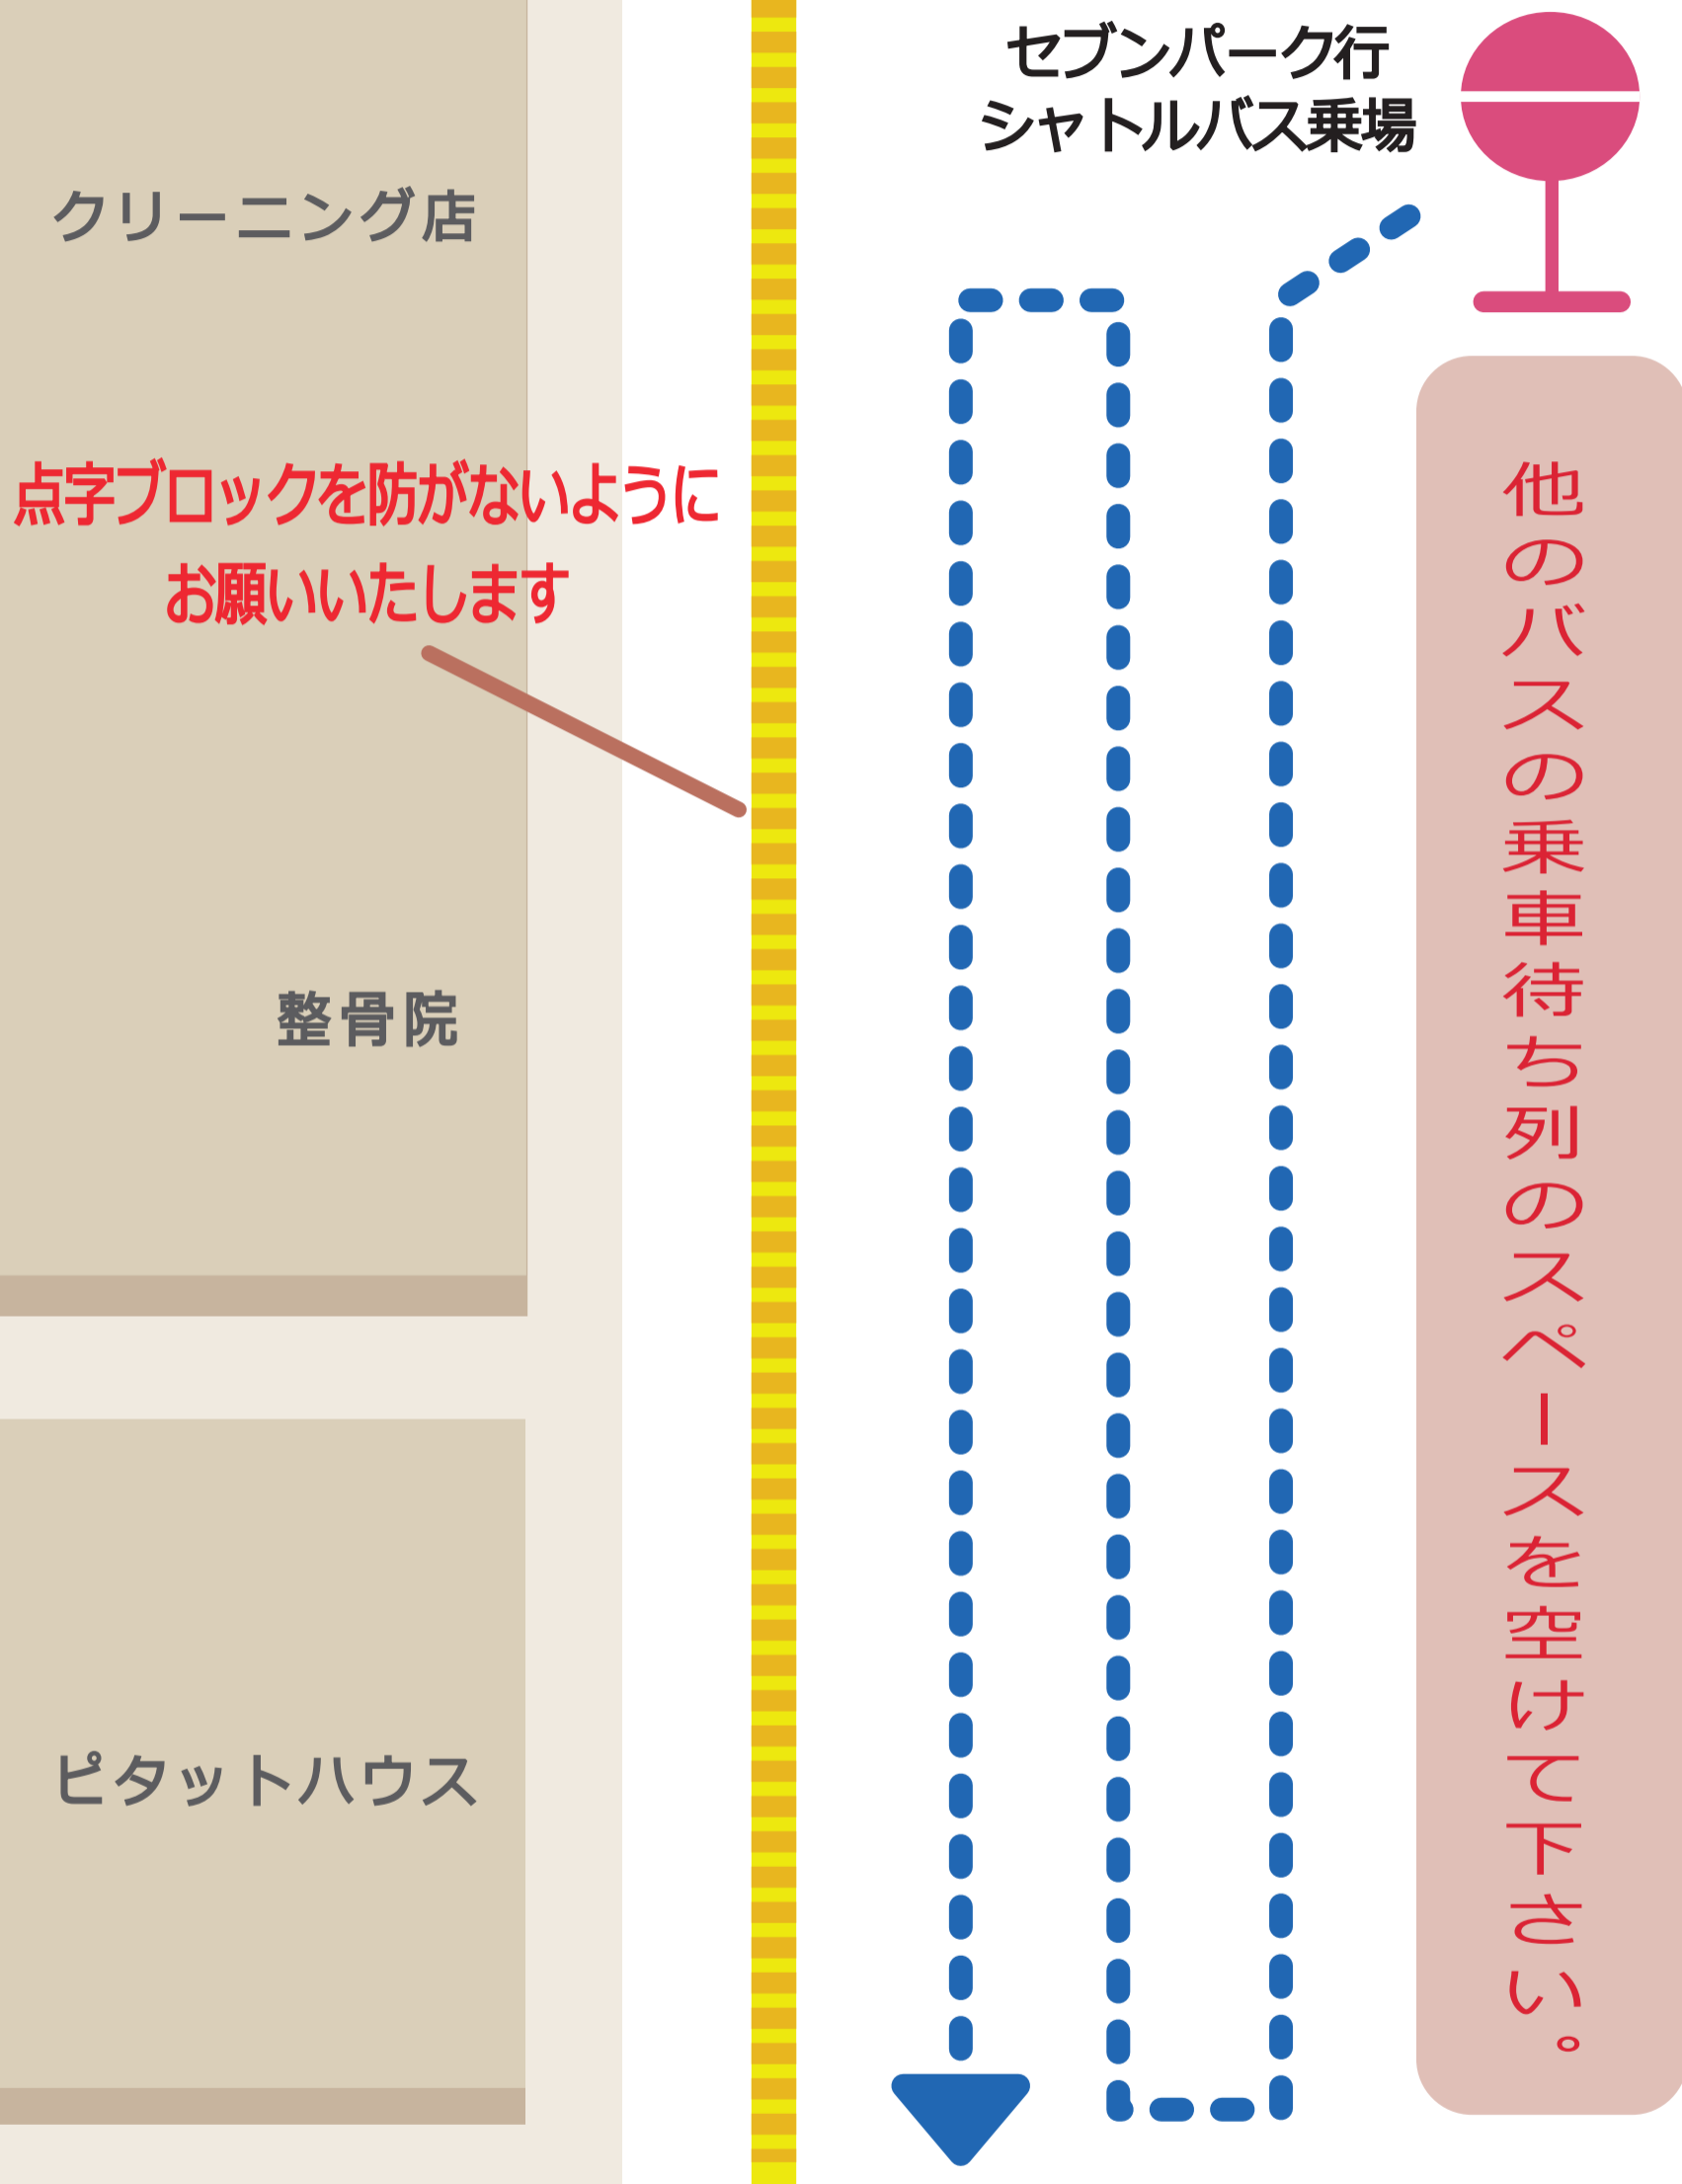 セブンパーク行
シャトルバス乗場
クリーニング店
点字ブロックを防がないように
お願いいたします
他のバスの乗車待ち列のスペースを空けて下さい。
整骨院
ピタットハウス